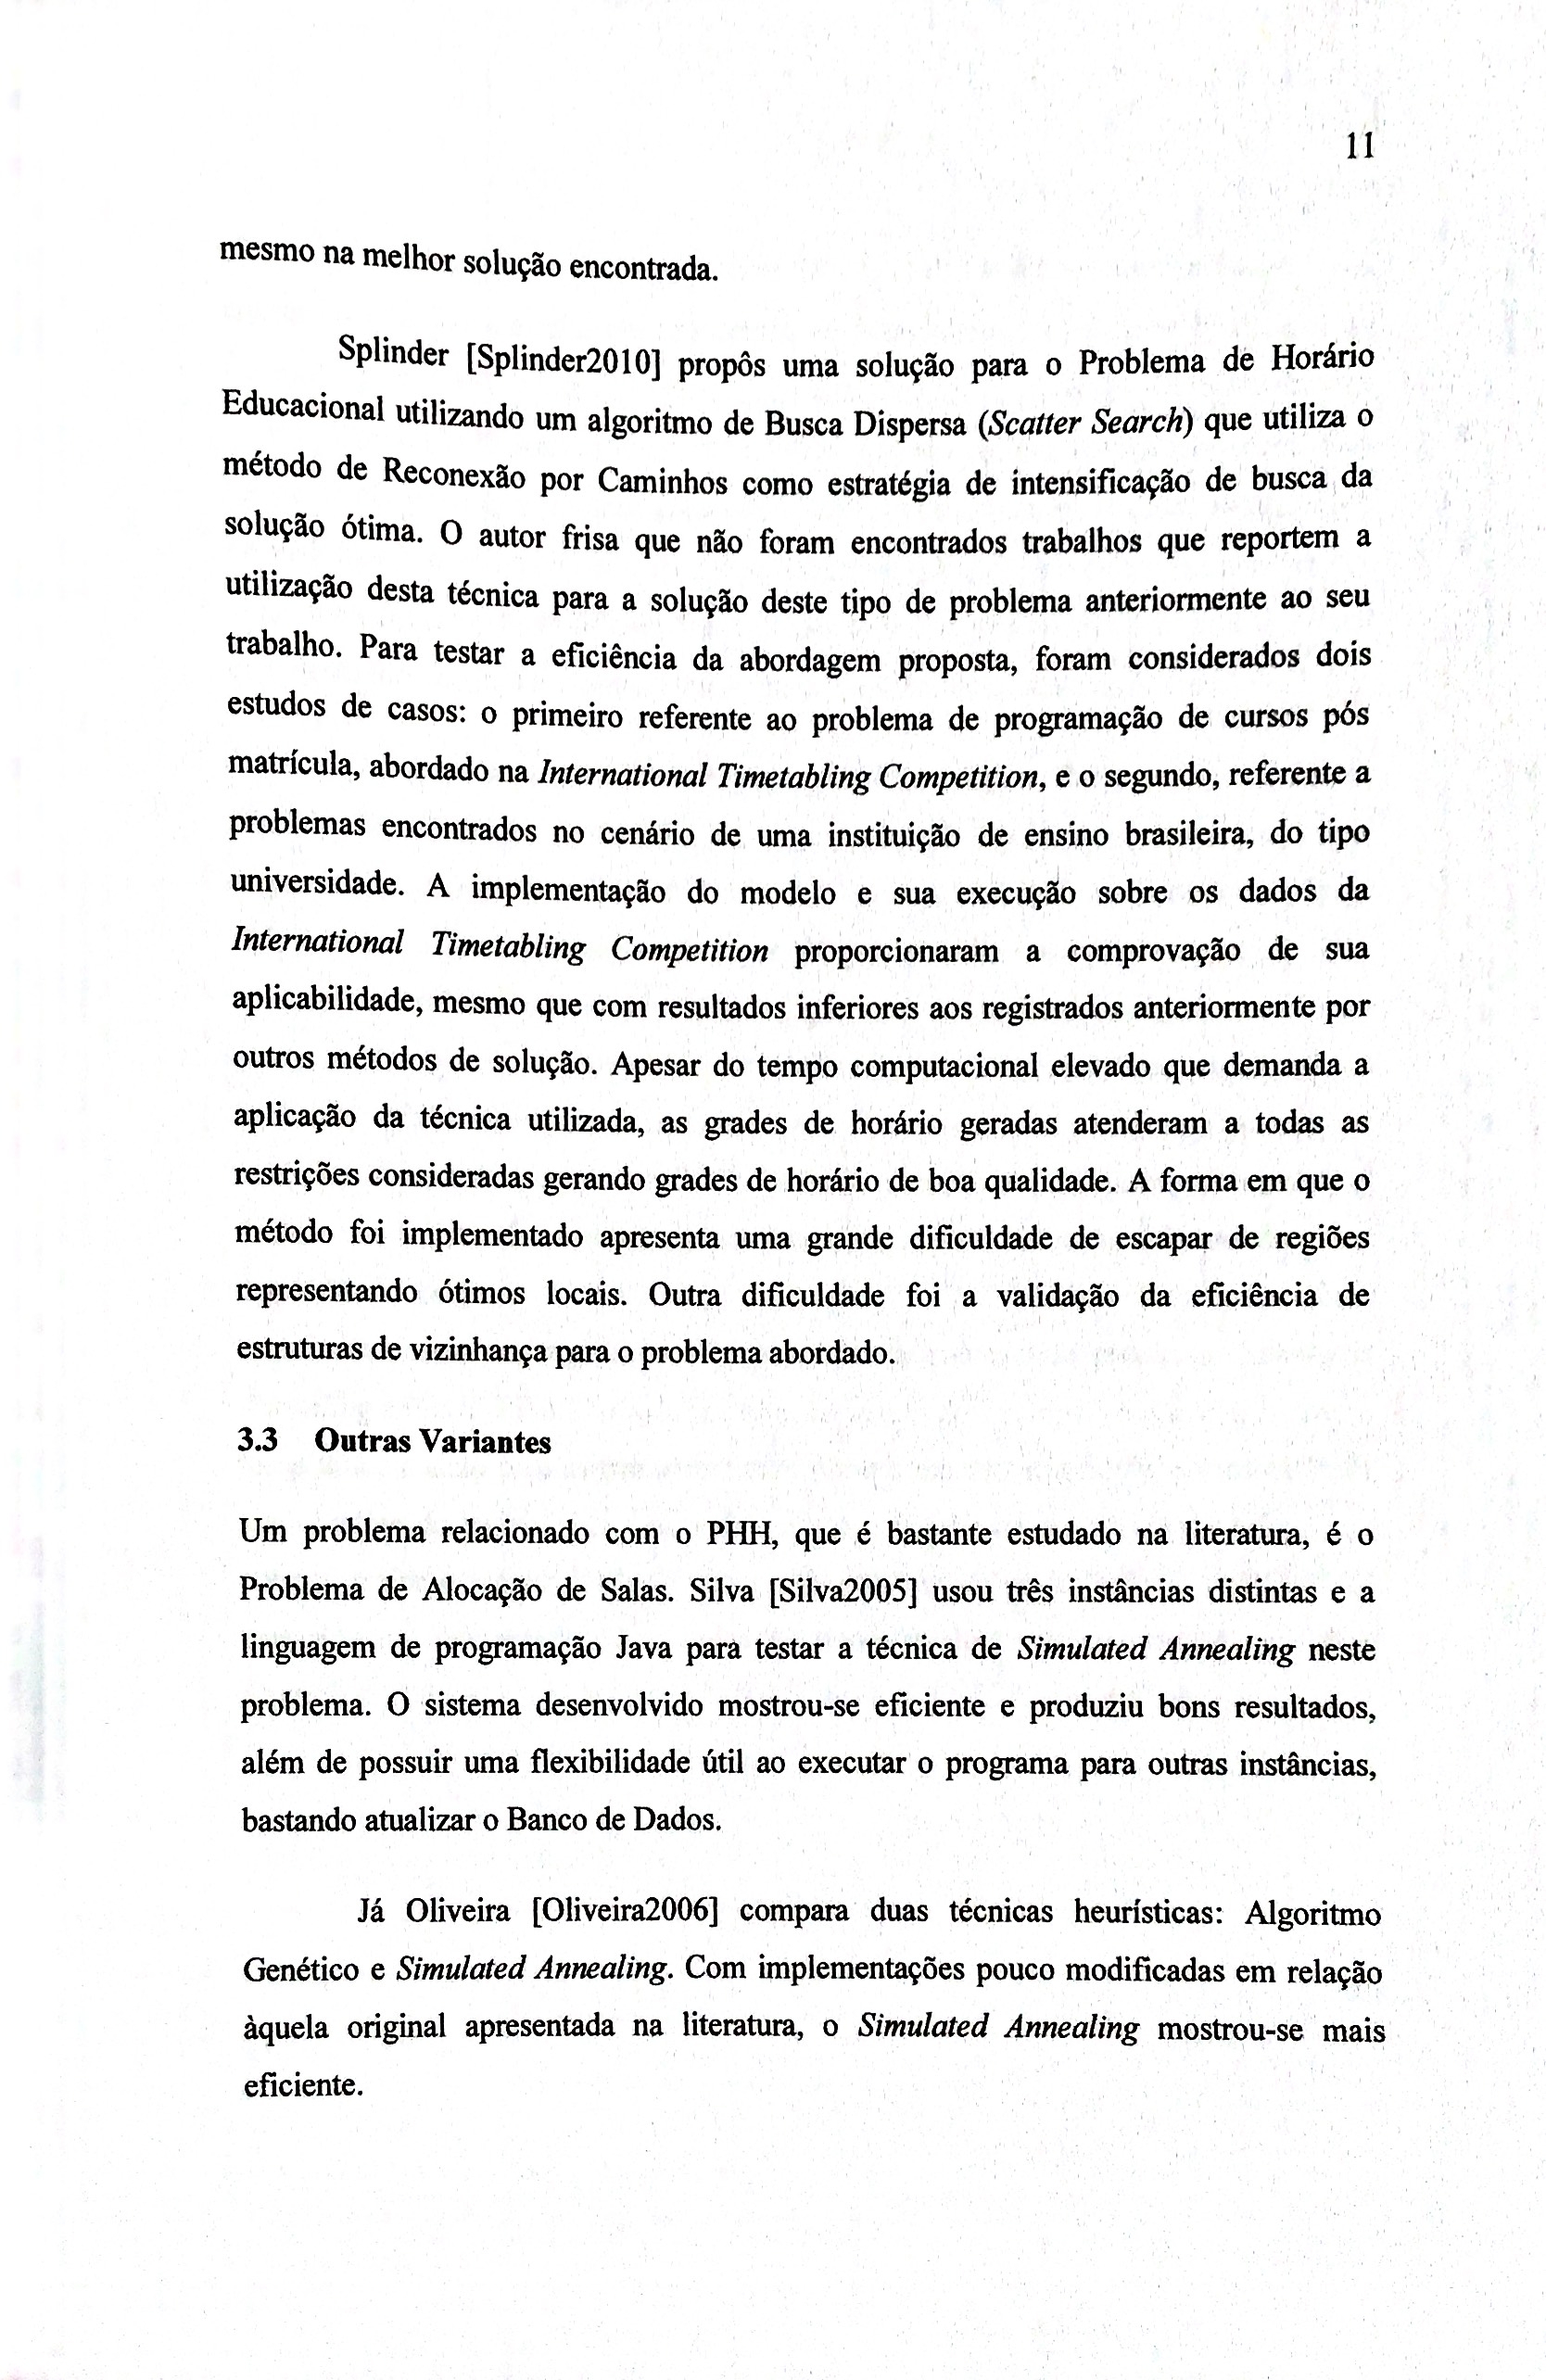 11
mesmo na melhor solução encontrada.
Splinder [Splinder2010] propôs uma solução para o Problema de Horário
Educacional utilizando um algoritmo de Busca Dispersa (Scatter Search) que utiliza o
método de Reconexão por Caminhos como estratégia de intensificação de busca da
solução ótima. O autor frisa que não foram encontrados trabalhos que reportem a
utilização desta técnica para a solução deste tipo de problema anteriormente ao seu
trabalho. Para testar a eficiência da abordagem proposta, foram considerados dois
estudos de casos: o primeiro referente ao problema de programação de cursos pós
matrícula, abordado na International Timetabling Competition, e o segundo, referente a
problemas encontrados no cenário de uma instituição de ensino brasileira, do tipo
universidade. A implementação do modelo e sua execução sobre os dados da
International Timetabling Competition proporcionaram a comprovação de sua
aplicabilidade, mesmo que com resultados inferiores aos registrados anteriormente por
outros métodos de solução. Apesar do tempo computacional elevado que demanda a
aplicação da técnica utilizada, as grades de horário geradas atenderam a todas as
restrições consideradas gerando grades de horário de boa qualidade. A forma em que o
método foi implementado apresenta uma grande dificuldade de escapar de regiões
representando ótimos locais. Outra dificuldade foi a validação da eficiência de
estruturas de vizinhança para o problema abordado.
3.3 Outras Variantes
Um problema relacionado com o PHH, que é bastante estudado na literatura, é o
Problema de Alocação de Salas. Silva [Silva2005] usou três instâncias distintas e a
linguagem de programação Java para testar a técnica de Simulated Annealing neste
problema. O sistema desenvolvido mostrou-se eficiente e produziu bons resultados,
além de possuir uma flexibilidade útil ao executar o programa para outras instâncias,
bastando atualizar o Banco de Dados.
Já Oliveira [Oliveira2006] compara duas técnicas heurísticas: Algoritmo
Genético e Simulated Annealing. Com implementações pouco modificadas em relação
àquela original apresentada na literatura, o Simulated Annealing mostrou-se mais
eficiente.